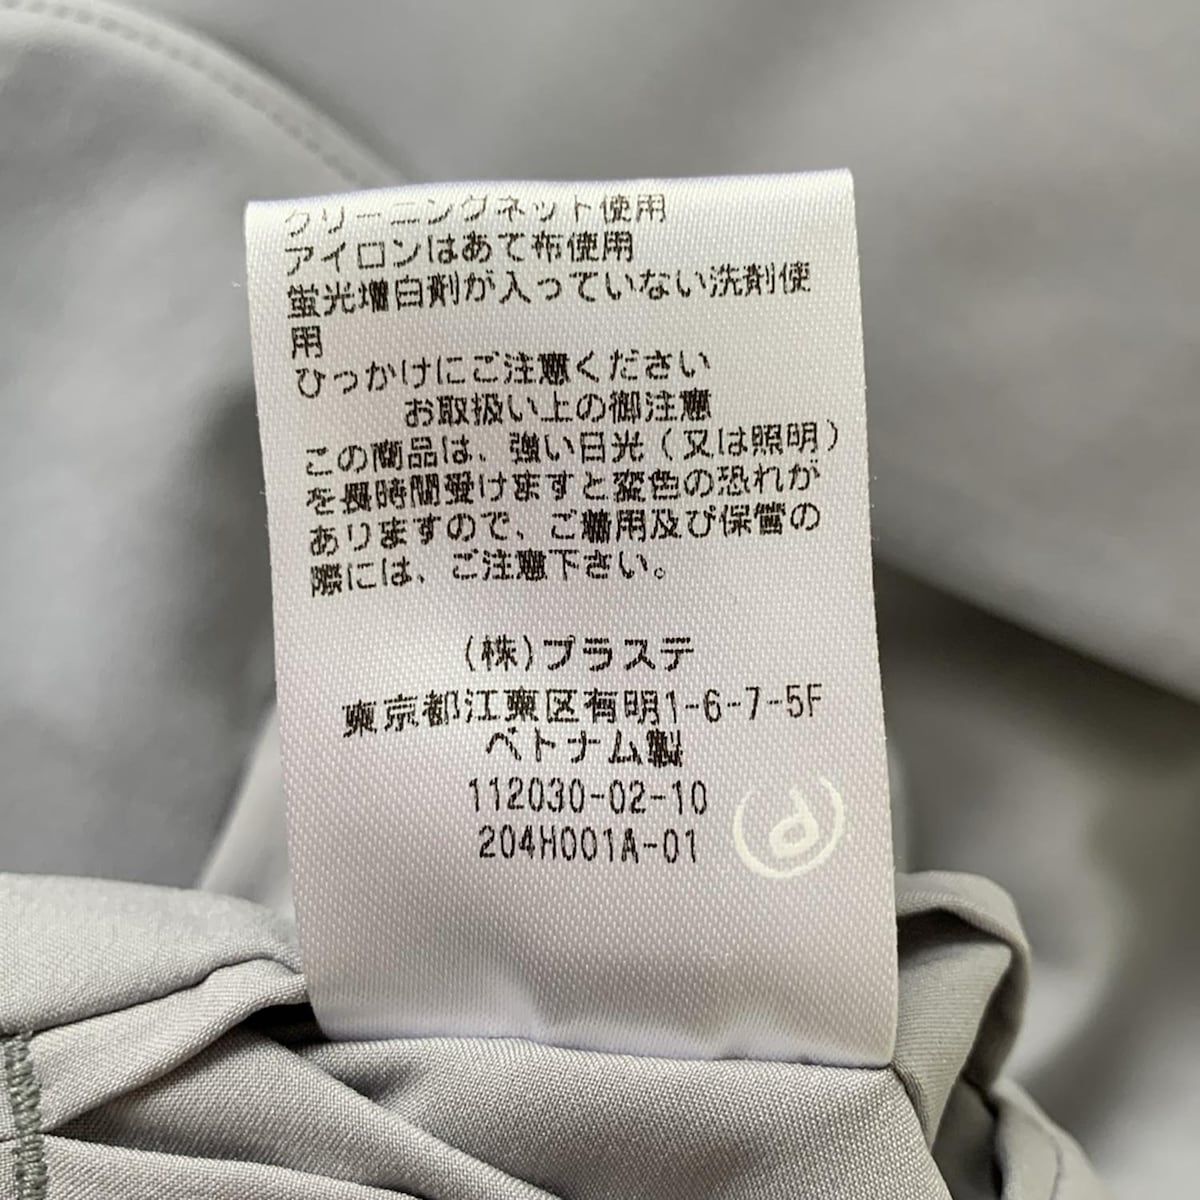 クリーニングネット使用
アイロンはあて布使用
蛍光増白剤が入っていない洗剤使
用
ひっかけにご注意ください
お取扱い上の御注意
この商品は、強い日光(又は照明)
を長時間受けますと変色の恐れが
ありますので、ご着用及び保管の
際には、ご注意下さい。
(株)プラステ
東京都江東区有明1-6-7-5F
ベトナム製
112030-02-10
204H001A-01
P